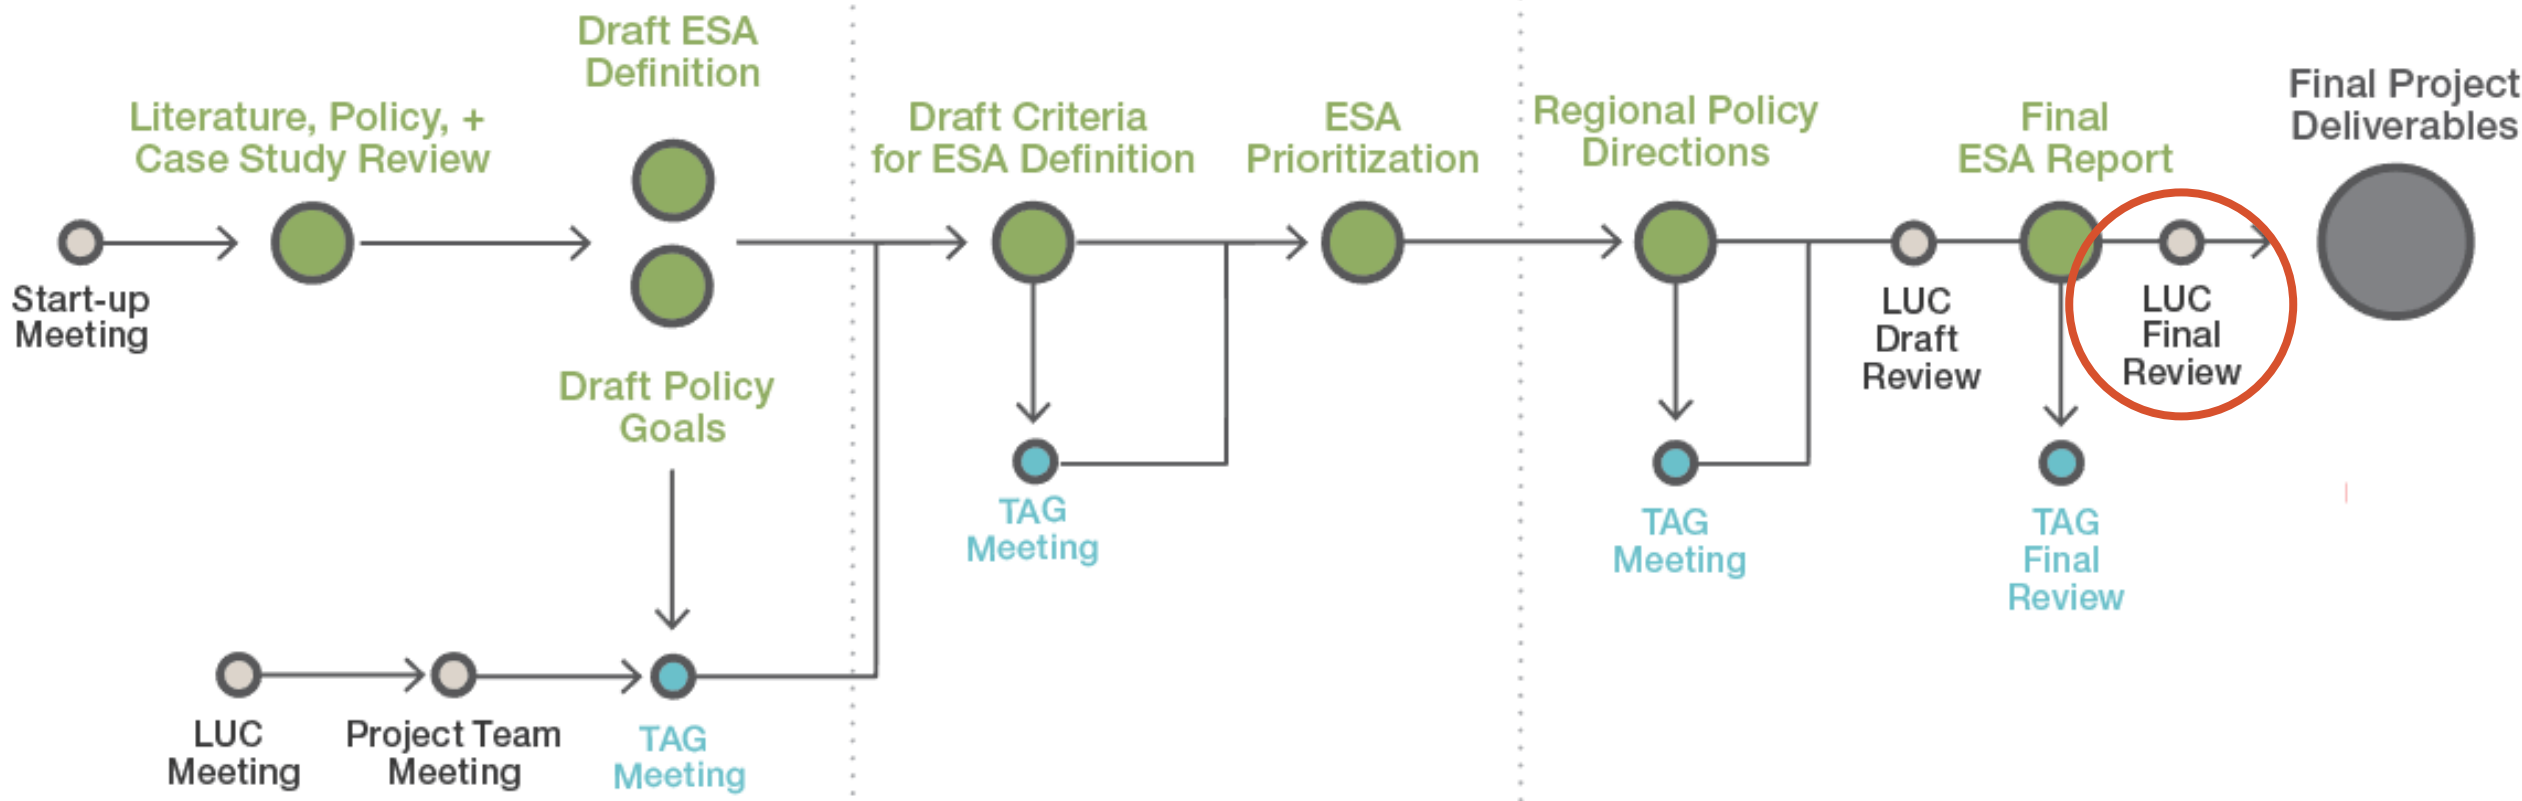 Draft ESA
Definition
Literature, Policy, +
Case Study Review
Start-up
Meeting
Draft Policy
Goals
LUC
Meeting
Project Team
Meeting
TAG
Meeting
Draft Criteria
for ESA Definition
ESA
Prioritization
TAG
Meeting
Regional Policy
Directions
TAG
Meeting
LUC
Draft
Review
Final
ESA Report
TAG
Final
Review
LUC
Final
Review
Final Project
Deliverables